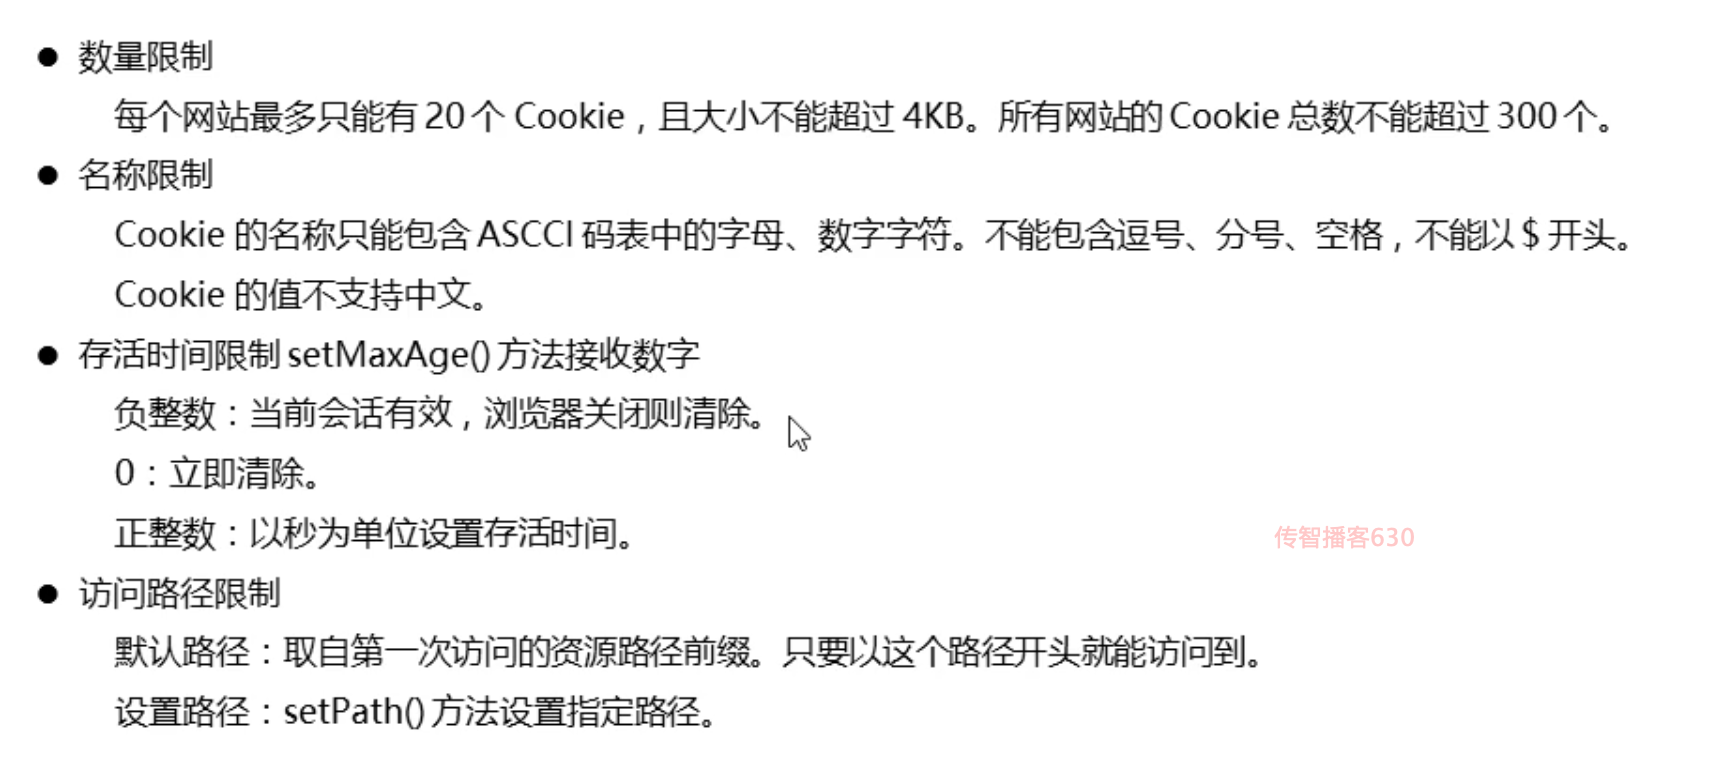 ● 数量限制
每个网站最多只能有 20 个 Cookie，且大小不能超过 4KB。所有网站的 Cookie 总数不能超过 300 个。
● 名称限制
Cookie 的名称只能包含 ASCCI 码表中的字母、数字字符。不能包含逗号、分号、空格，不能以 $ 开头。
Cookie 的值不支持中文。
● 存活时间限制 setMaxAge() 方法接收数字
负整数：当前会话有效，浏览器关闭则清除。
0：立即清除。
正整数：以秒为单位设置存活时间。
传智播客630
● 访问路径限制
默认路径：取自第一次访问的资源路径前缀。只要以这个路径开头就能访问到。
设置路径：setPath() 方法设置指定路径。